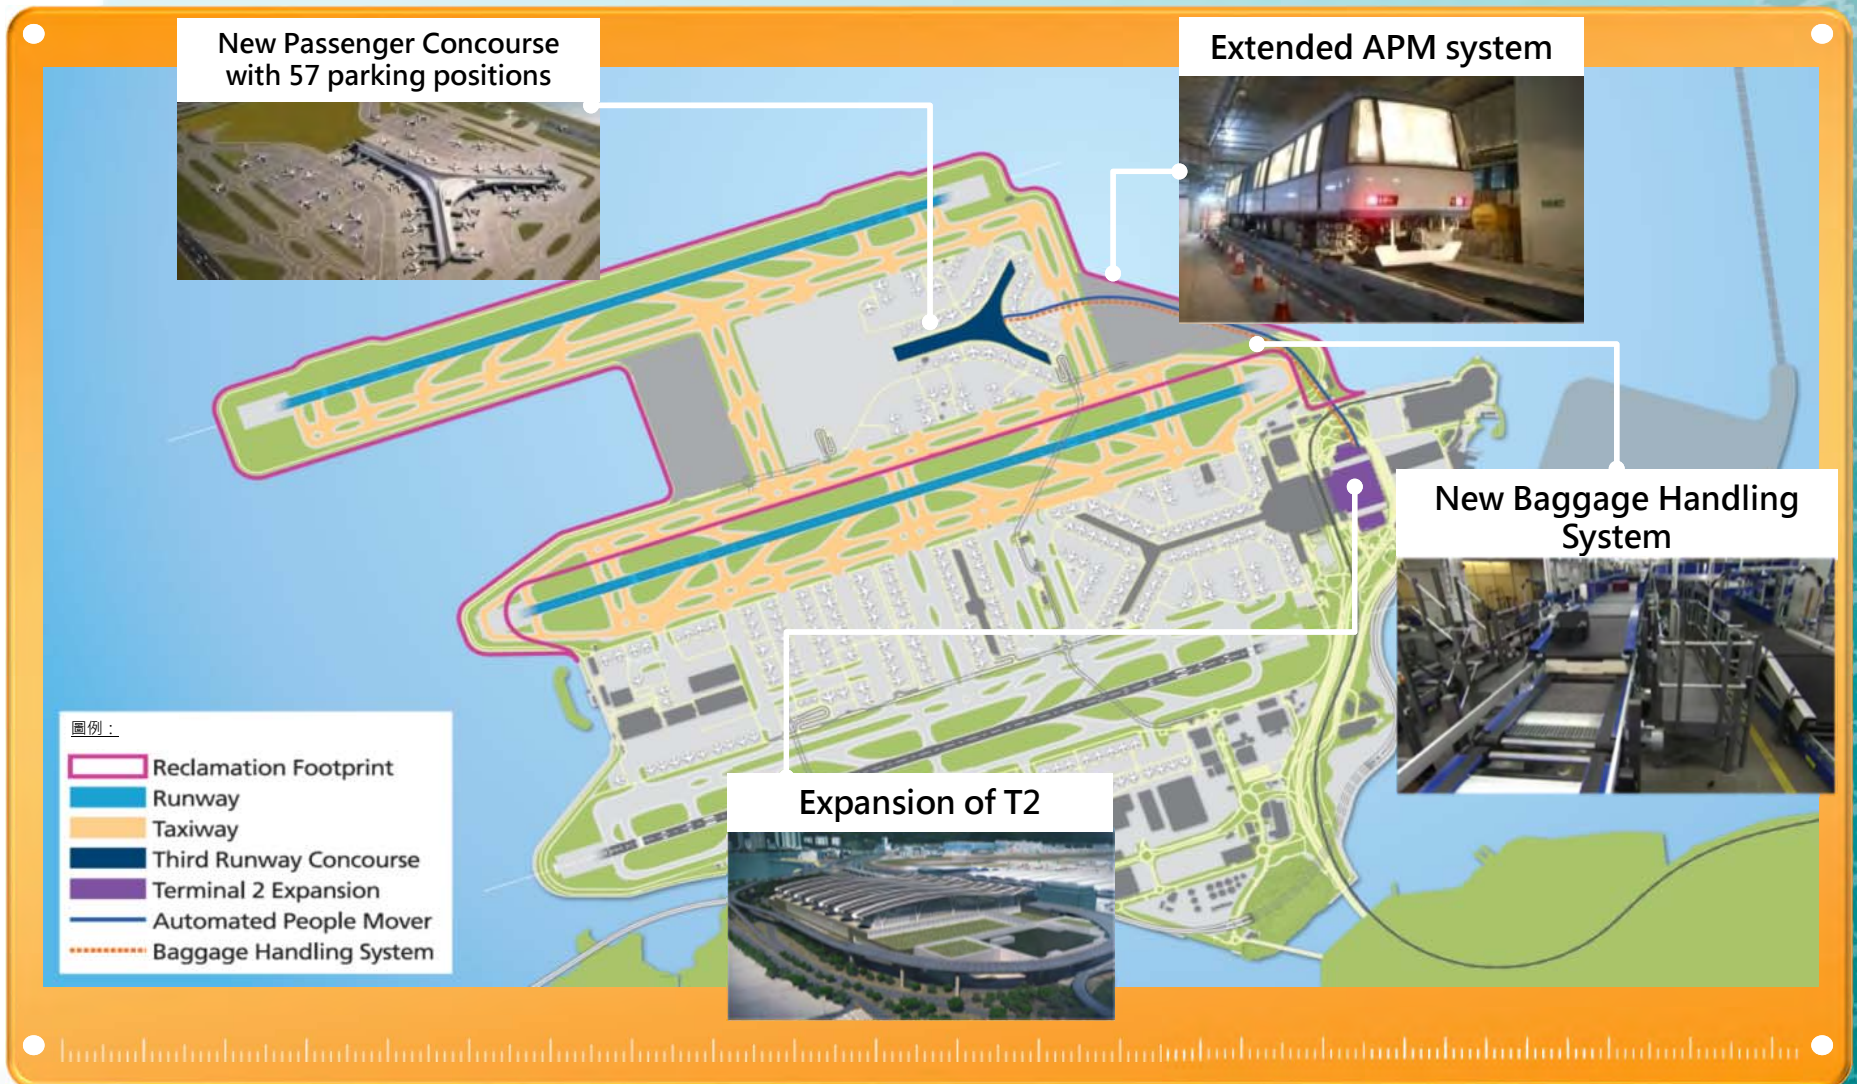 New Passenger Concourse
with 57 parking positions
Extended APM system
New Baggage Handling
System
Expansion of T2
圖例：
Reclamation Footprint
Runway
Taxiway
Third Runway Concourse
Terminal 2 Expansion
Automated People Mover
Baggage Handling System